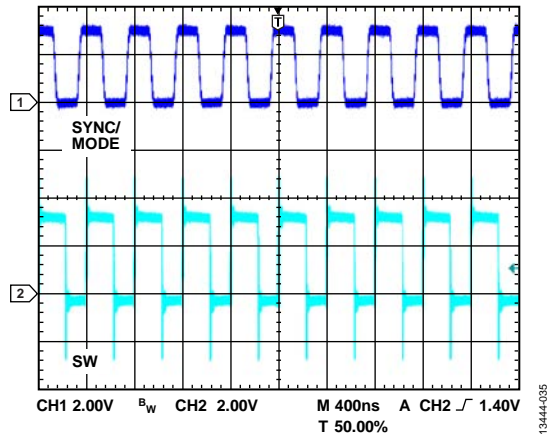 T
1
SYNC/
MODE
2
SW
CH1 2.00V BW CH2 2.00V M 400ns A CH2 1.40V
T 50.00%
13444-035